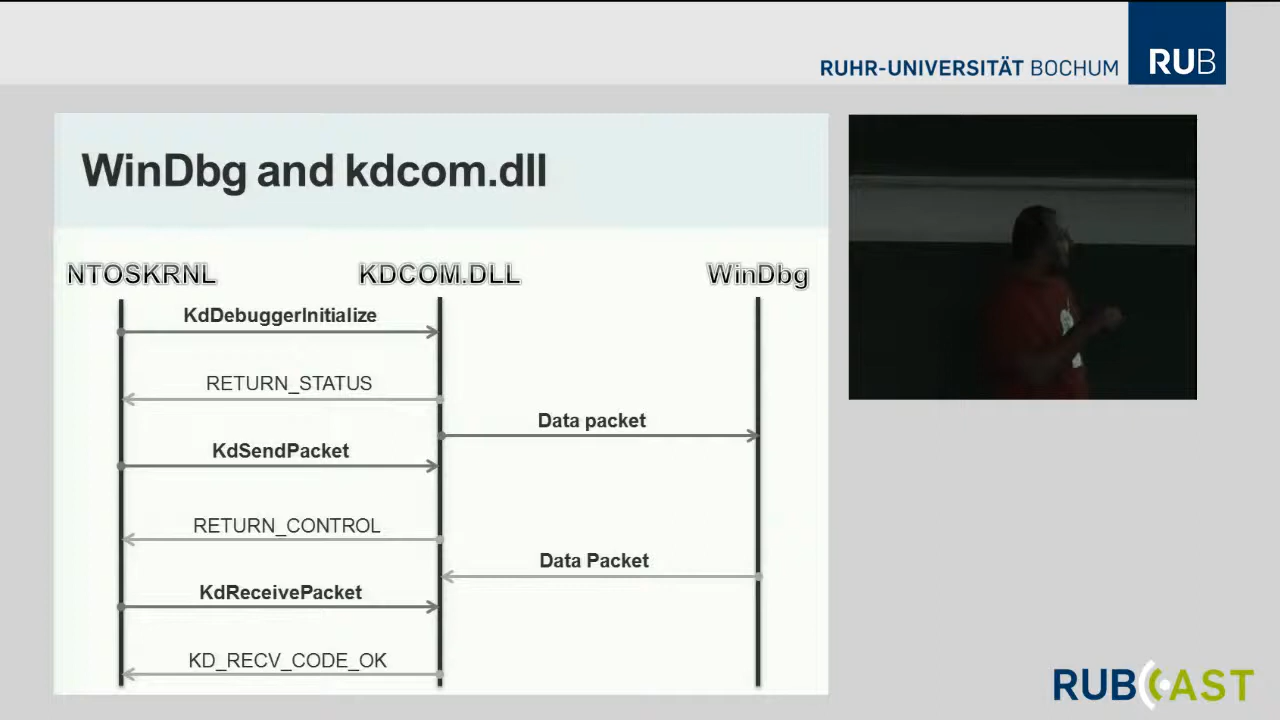 RUHR-UNIVERSITÄT BOCHUM RUB
WinDbg and kdcom.dll
NTOSKRNL KDCOM.DLL WinDbg
KdDebuggerInitialize
RETURN_STATUS
Data packet
KdSendPacket
RETURN_CONTROL
Data Packet
KdReceivePacket
KD_RECV_CODE_OK
RUBCAST